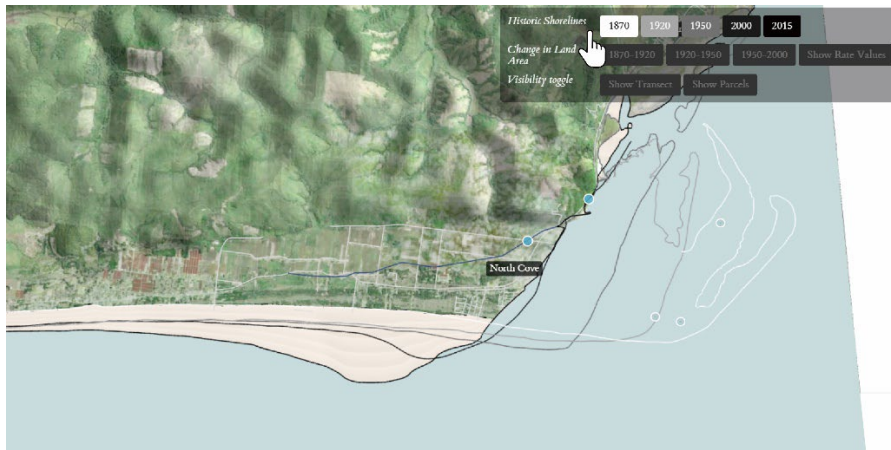 Historic Shorelines 1870 1920 1950 2000 2015
Change in Land Area 1870-1920 1920-1950 1950-2000 Show Rate Values
Visibility toggle Show Transect Show Parcels
North Cove